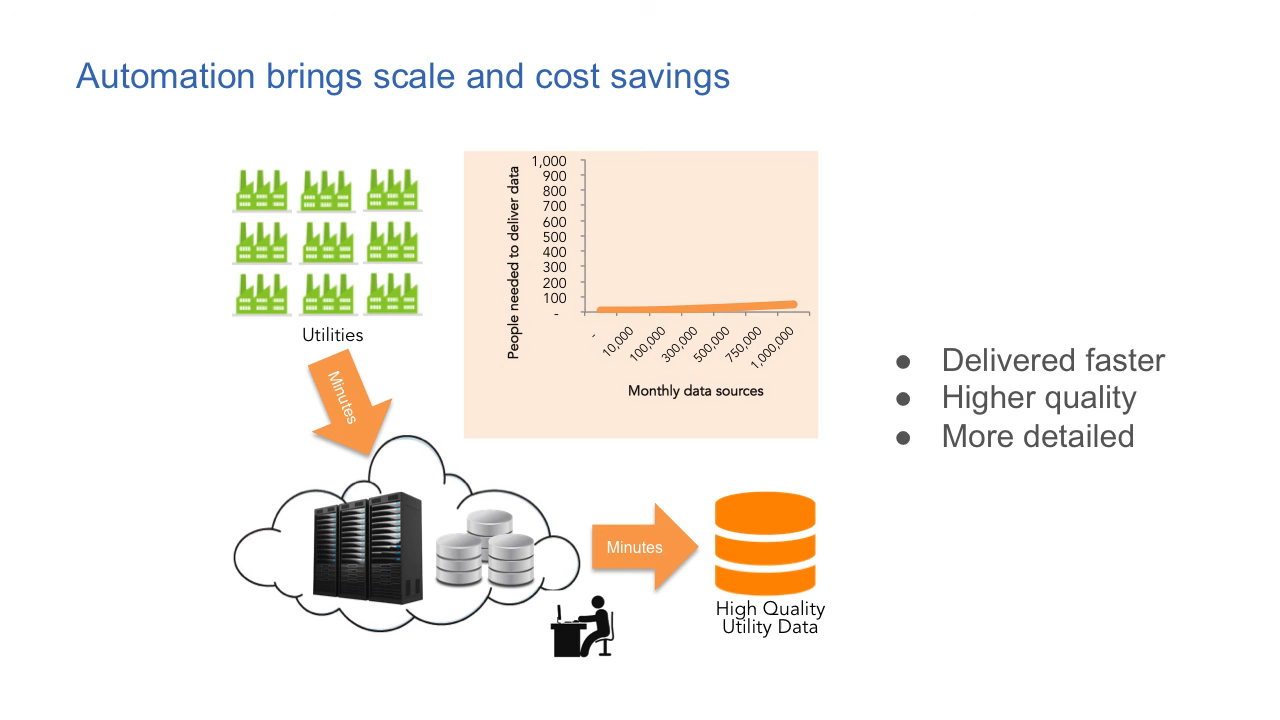 Automation brings scale and cost savings
Utilities
Minutes
People needed to deliver data
1,000
900
800
700
600
500
400
300
200
100
-
-
10,000
100,000
300,000
500,000
750,000
1,000,000
Monthly data sources
● Delivered faster
● Higher quality
● More detailed
Minutes
High Quality
Utility Data